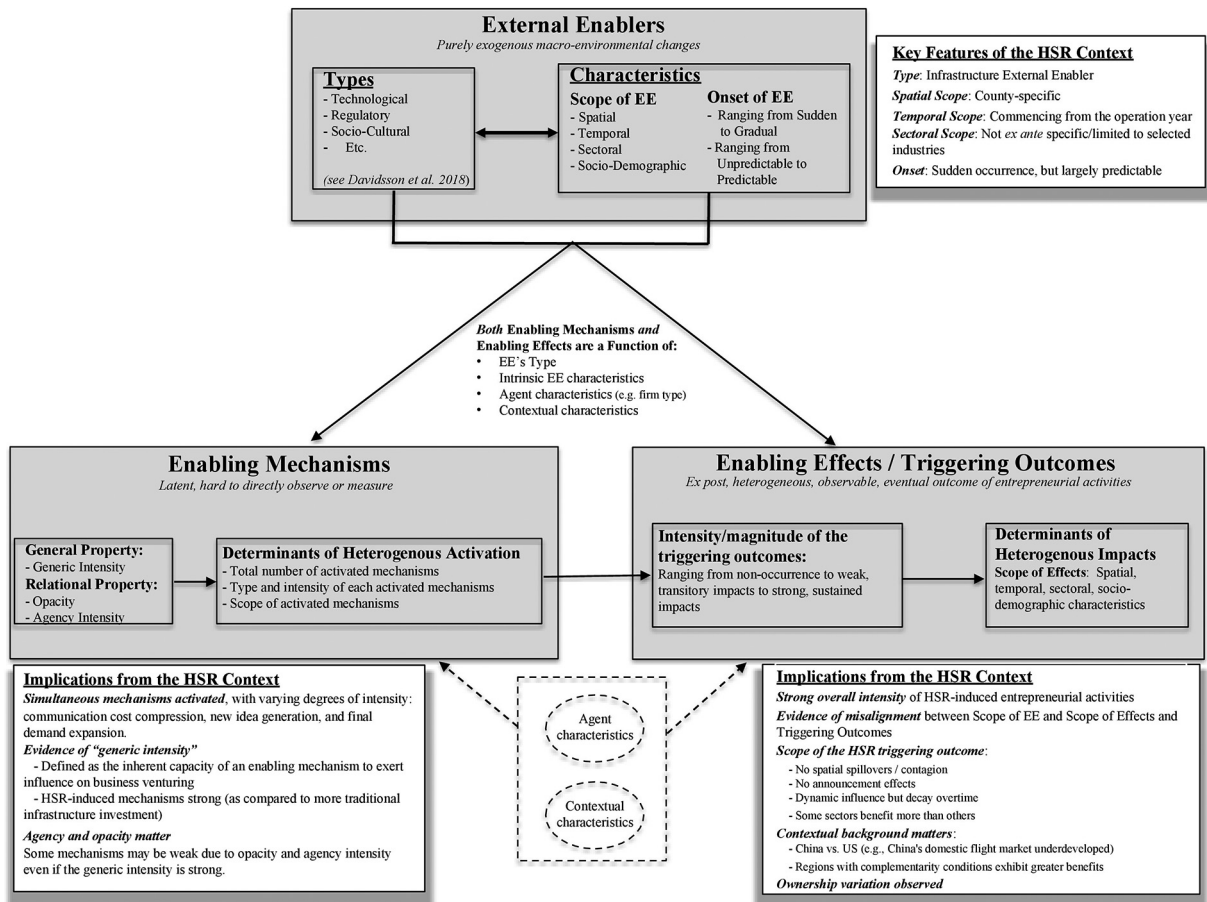 External Enablers
Purely exogenous macro-environmental changes
Types
- Technological
- Regulatory
- Socio-Cultural
- Etc.
(see Davidsson et al. 2018)
Characteristics
Scope of EE
- Spatial
- Temporal
- Sectoral
- Socio-Demographic
Onset of EE
- Ranging from Sudden
to Gradual
- Ranging from
Unpredictable to
Predictable
Key Features of the HSR Context
Type: Infrastructure External Enabler
Spatial Scope: County-specific
Temporal Scope: Commencing from the operation year
Sectoral Scope: Not ex ante specific/limited to selected
industries
Onset: Sudden occurrence, but largely predictable
Both Enabling Mechanisms and
Enabling Effects are a Function of:
• EE's Type
• Intrinsic EE characteristics
• Agent characteristics (e.g. firm type)
• Contextual characteristics
Enabling Mechanisms
Latent, hard to directly observe or measure
General Property:
- Generic Intensity
Relational Property:
- Opacity
- Agency Intensity
Determinants of Heterogenous Activation
- Total number of activated mechanisms
- Type and intensity of each activated mechanisms
- Scope of activated mechanisms
Enabling Effects / Triggering Outcomes
Ex post, heterogeneous, observable, eventual outcome of entrepreneurial activities
Intensity/magnitude of the
triggering outcomes:
Ranging from non-occurrence to weak,
transitory impacts to strong, sustained
impacts
Determinants of
Heterogenous Impacts
Scope of Effects: Spatial,
temporal, sectoral, socio-
demographic characteristics
Implications from the HSR Context
Simultaneous mechanisms activated, with varying degrees of intensity:
communication cost compression, new idea generation, and final
demand expansion.
Evidence of "generic intensity"
- Defined as the inherent capacity of an enabling mechanism to exert
influence on business venturing
- HSR-induced mechanisms strong (as compared to more traditional
infrastructure investment)
Agency and opacity matter
Some mechanisms may be weak due to opacity and agency intensity
even if the generic intensity is strong.
Agent
characteristics
Contextual
characteristics
Implications from the HSR Context
Strong overall intensity of HSR-induced entrepreneurial activities
Evidence of misalignment between Scope of EE and Scope of Effects and
Triggering Outcomes
Scope of the HSR triggering outcome:
- No spatial spillovers / contagion
- No announcement effects
- Dynamic influence but decay overtime
- Some sectors benefit more than others
Contextual background matters:
- China vs. US (e.g., China's domestic flight market underdeveloped)
- Regions with complementarity conditions exhibit greater benefits
Ownership variation observed